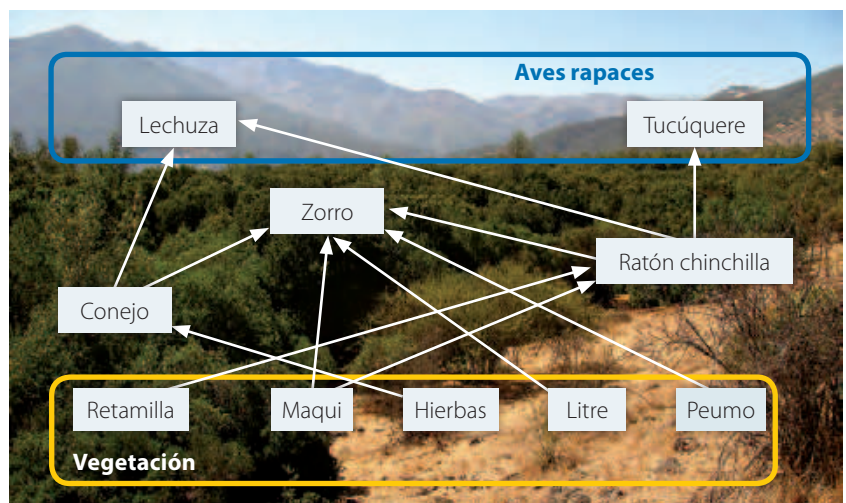 Aves rapaces
Lechuza
Tucúquere
Zorro
Ratón chinchilla
Conejo
Retamilla
Maqui
Hierbas
Litre
Peumo
Vegetación